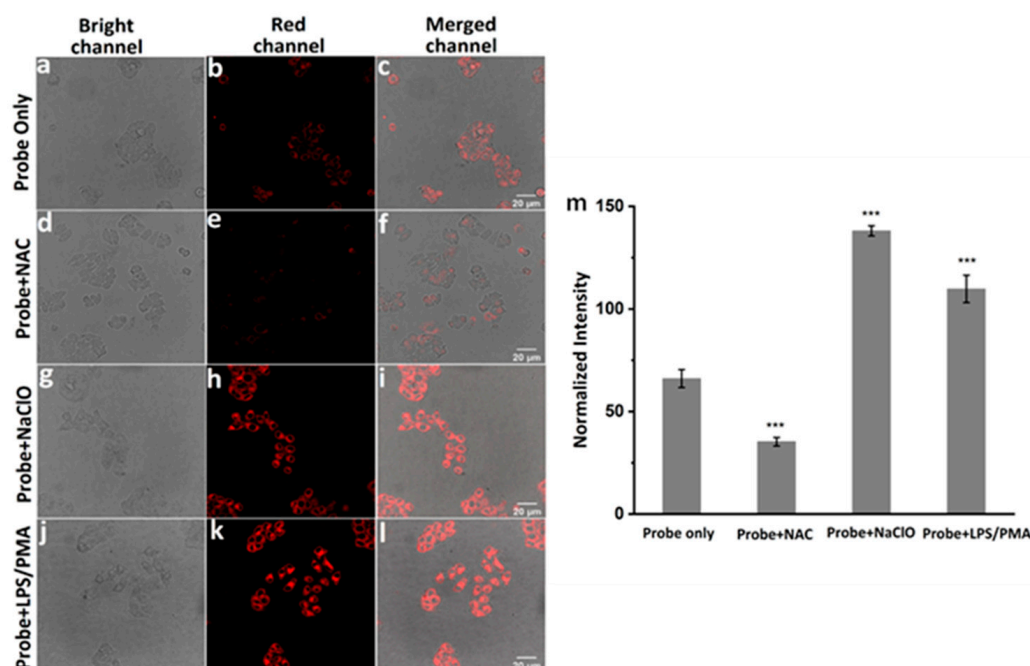 Bright channel
Red channel
Merged channel
Probe Only
a
b
c
20 μm
Probe+NAC
d
e
f
20 μm
Probe+NaClO
g
h
i
20 μm
Probe+LPS/PMA
j
k
l
20 μm
m
Normalized Intensity
150
100
50
0
***
***
***
Probe only
Probe+NAC
Probe+NaClO
Probe+LPS/PMA